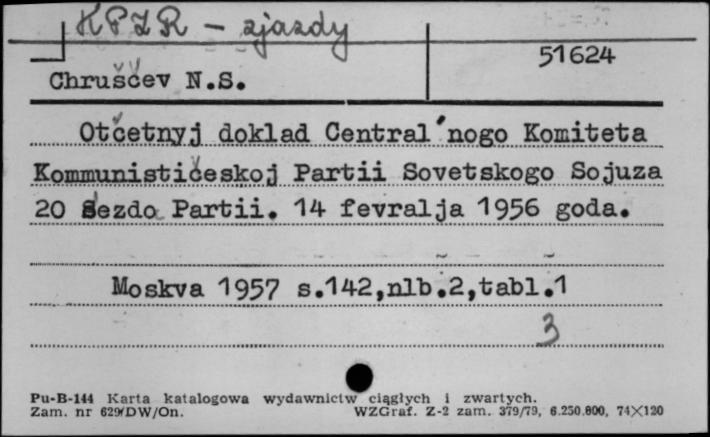 KPZR - zjazdy
51624
Chruščev N.S.
Otčetnyj doklad Central'nogo Komiteta
Kommunističeskoj Partii Sovetskogo Sojuza
20 Sezdo Partii. 14 fevralja 1956 goda.
Moskva 1957 s.142,nlb.2,tabl.1
3
Pu-B-144 Karta katalogowa wydawnictw ciągłych i zwartych.
Zam. nr 629/DW/On. WZGraf. Z-2 zam. 379/79, 6.250.000, 74X120